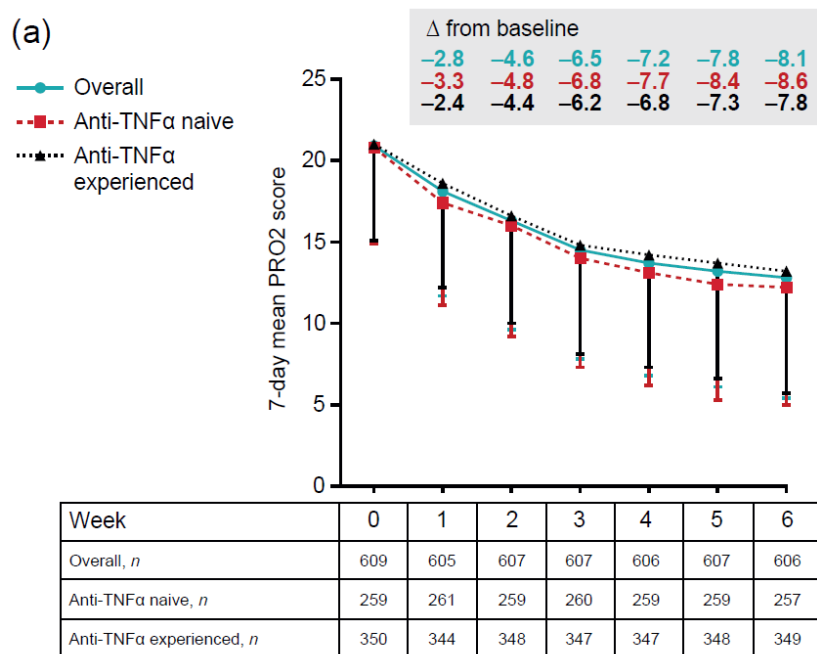 (a)
Δ from baseline
–2.8 –4.6 –6.5 –7.2 –7.8 –8.1
–3.3 –4.8 –6.8 –7.7 –8.4 –8.6
–2.4 –4.4 –6.2 –6.8 –7.3 –7.8
Overall
Anti-TNFα naive
Anti-TNFα
experienced
7-day mean PRO2 score
25
20
15
10
5
0
Week 0 1 2 3 4 5 6
Overall, n 609 605 607 607 606 607 606
Anti-TNFα naive, n 259 261 259 260 259 259 257
Anti-TNFα experienced, n 350 344 348 347 347 348 349